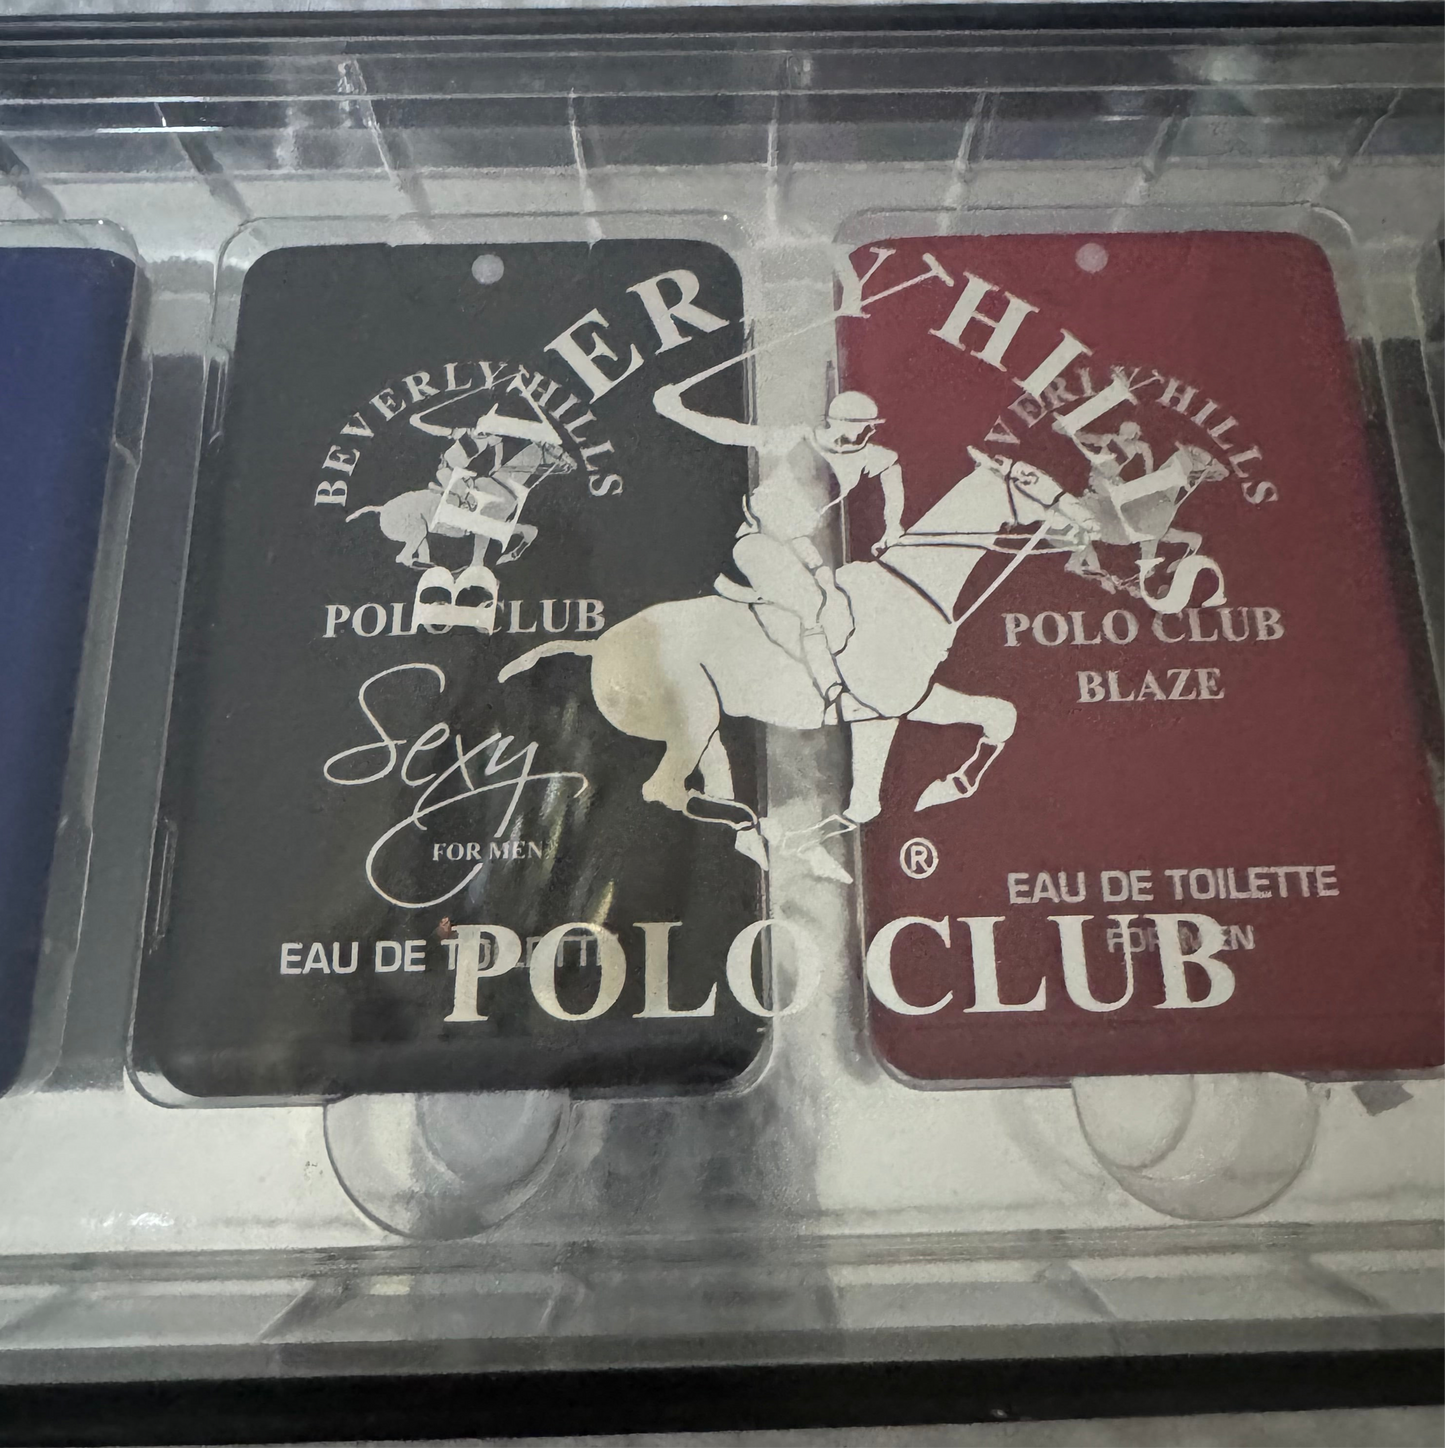 BEVERLY HILLS
POLO CLUB
®
BEVERLY HILLS
POLO CLUB
Sexy
FOR MEN
EAU DE TOILETTE
BEVERLY HILLS
POLO CLUB
BLAZE
EAU DE TOILETTE
FOR MEN